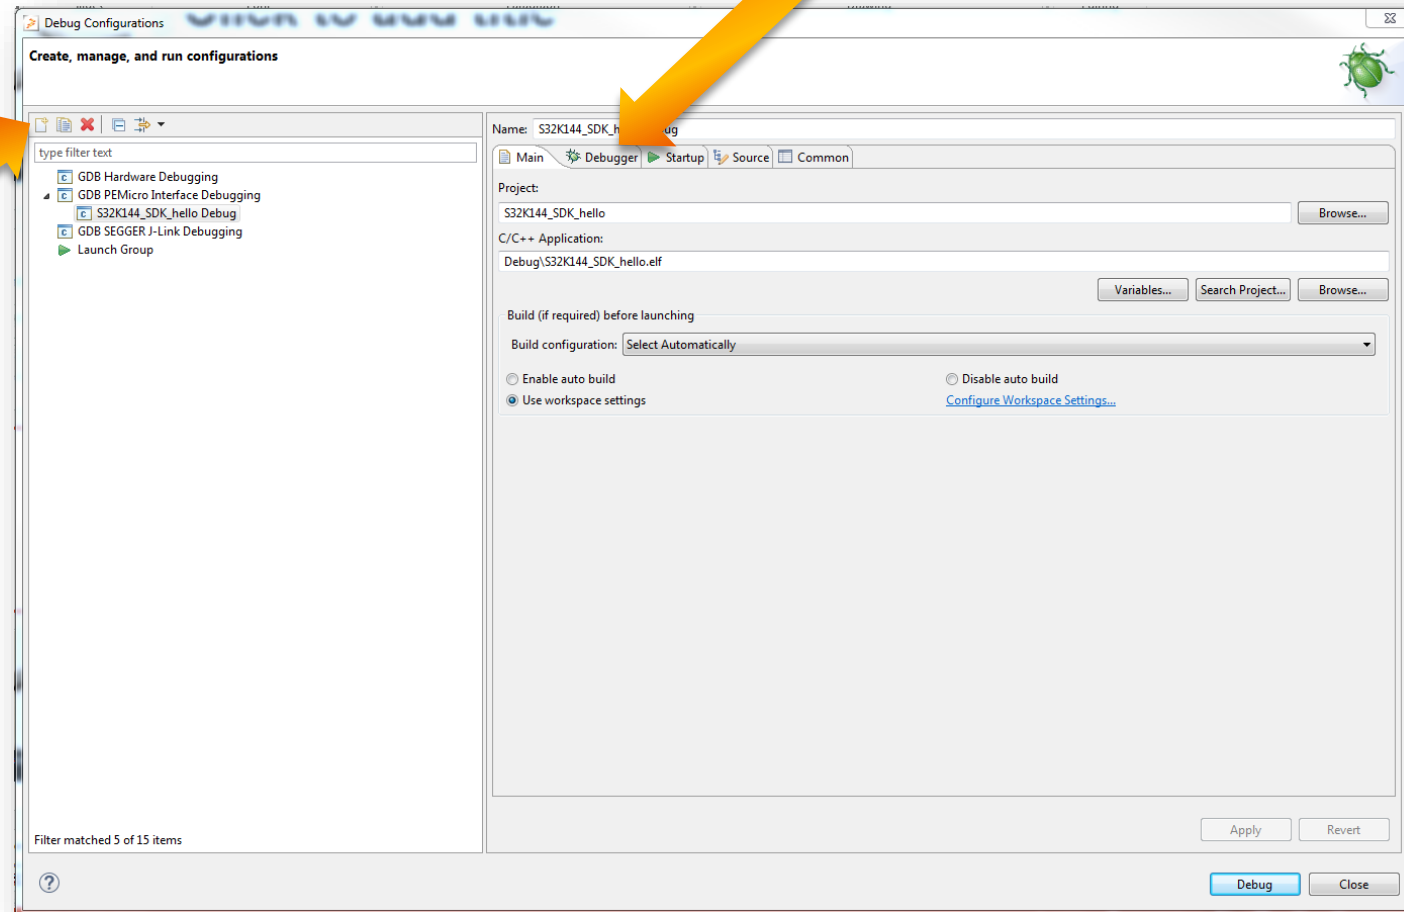 Debug Configurations
Create, manage, and run configurations
type filter text
GDB Hardware Debugging
GDB PEMicro Interface Debugging
S32K144_SDK_hello Debug
GDB SEGGER J-Link Debugging
Launch Group
Filter matched 5 of 15 items
Name: S32K144_SDK_h ug
Main Debugger Startup Source Common
Project:
S32K144_SDK_hello Browse...
C/C++ Application:
Debug\S32K144_SDK_hello.elf
Variables... Search Project... Browse...
Build (if required) before launching
Build configuration: Select Automatically
Enable auto build Disable auto build
Use workspace settings Configure Workspace Settings...
Apply Revert
Debug Close